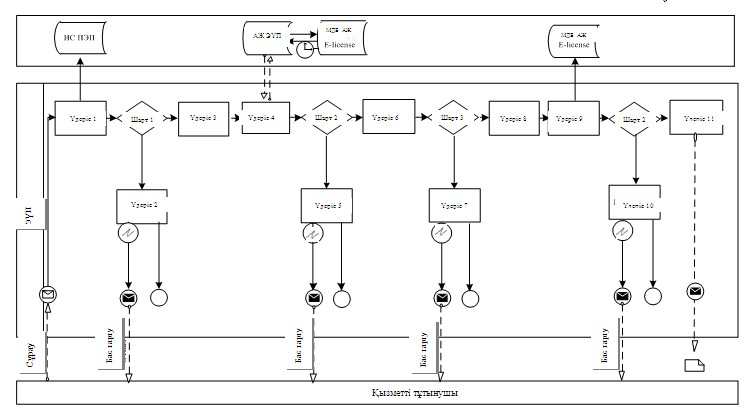 ИС ПЭП
АЖ ЭҮП
МДБ АЖ
E-license
МДБ АЖ
E-license
Үдеріс 1
Шарт 1
Үдеріс 3
Үдеріс 4
Шарт 2
Үдеріс 6
Шарт 3
Үдеріс 8
Үдеріс 9
Шарт 2
Үдеріс 11
Үдеріс 2
Үдеріс 5
Үдеріс 7
Үдеріс 10
ЭҮП
Сұрау
Бас тарту
Бас тарту
Бас тарту
Бас тарту
Қызметті тұтынушы